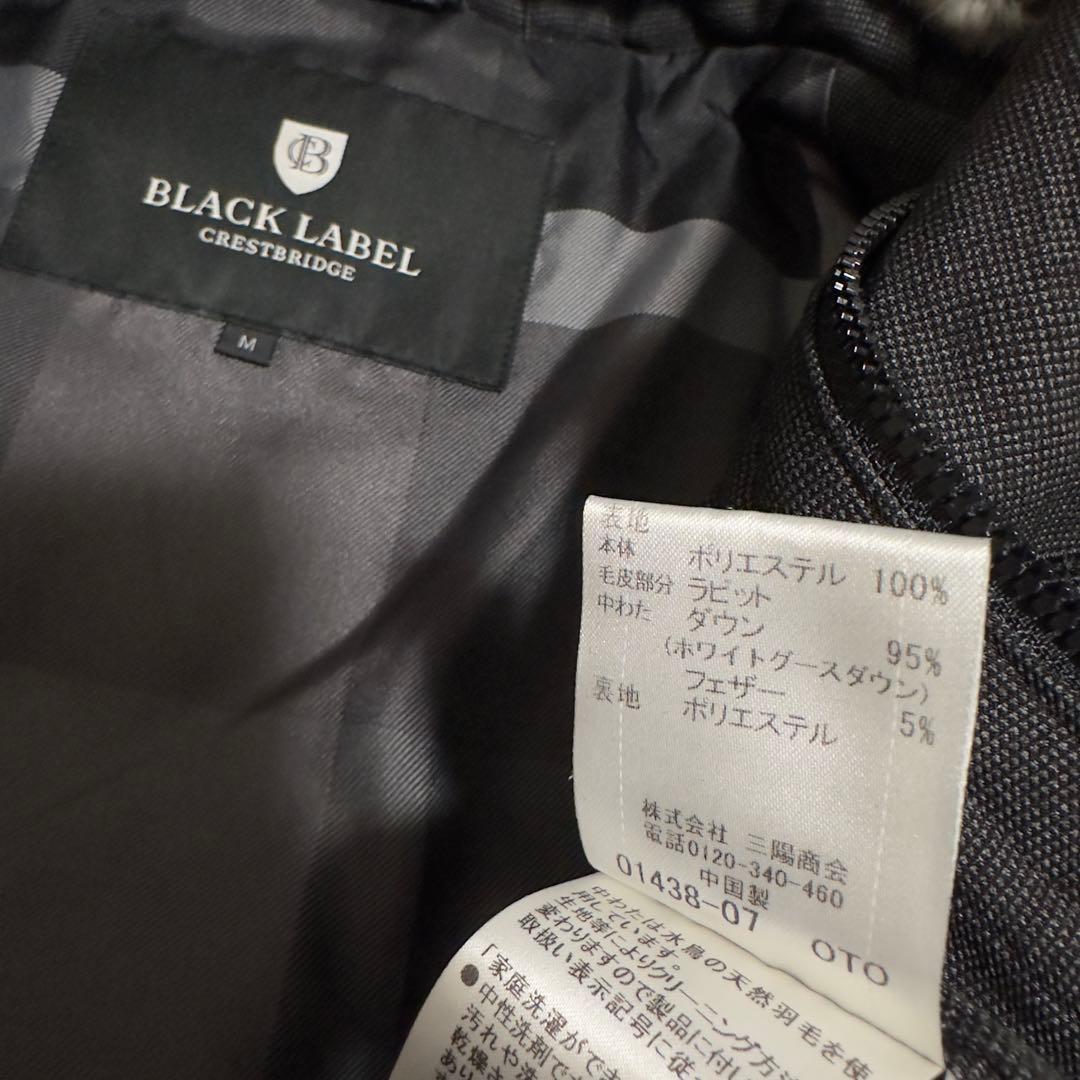 CB
BLACK LABEL
CRESTBRIDGE
M
表地
本体 ポリエステル 100%
毛皮部分 ラビット
中わた ダウン 95%
(ホワイトグースダウン)
フェザー 5%
裏地 ポリエステル
株式会社 三陽商会
電話0120-340-460
中国製
01438-07 OTO
中わたは水鳥の天然羽毛を使
用しています。
生地等によりクリーニング方法
変わりますので製品に付い
取扱い表示記号に従っ
「家庭洗濯ができ
●中性洗剤で
汚れや洗
乾燥さ
あり